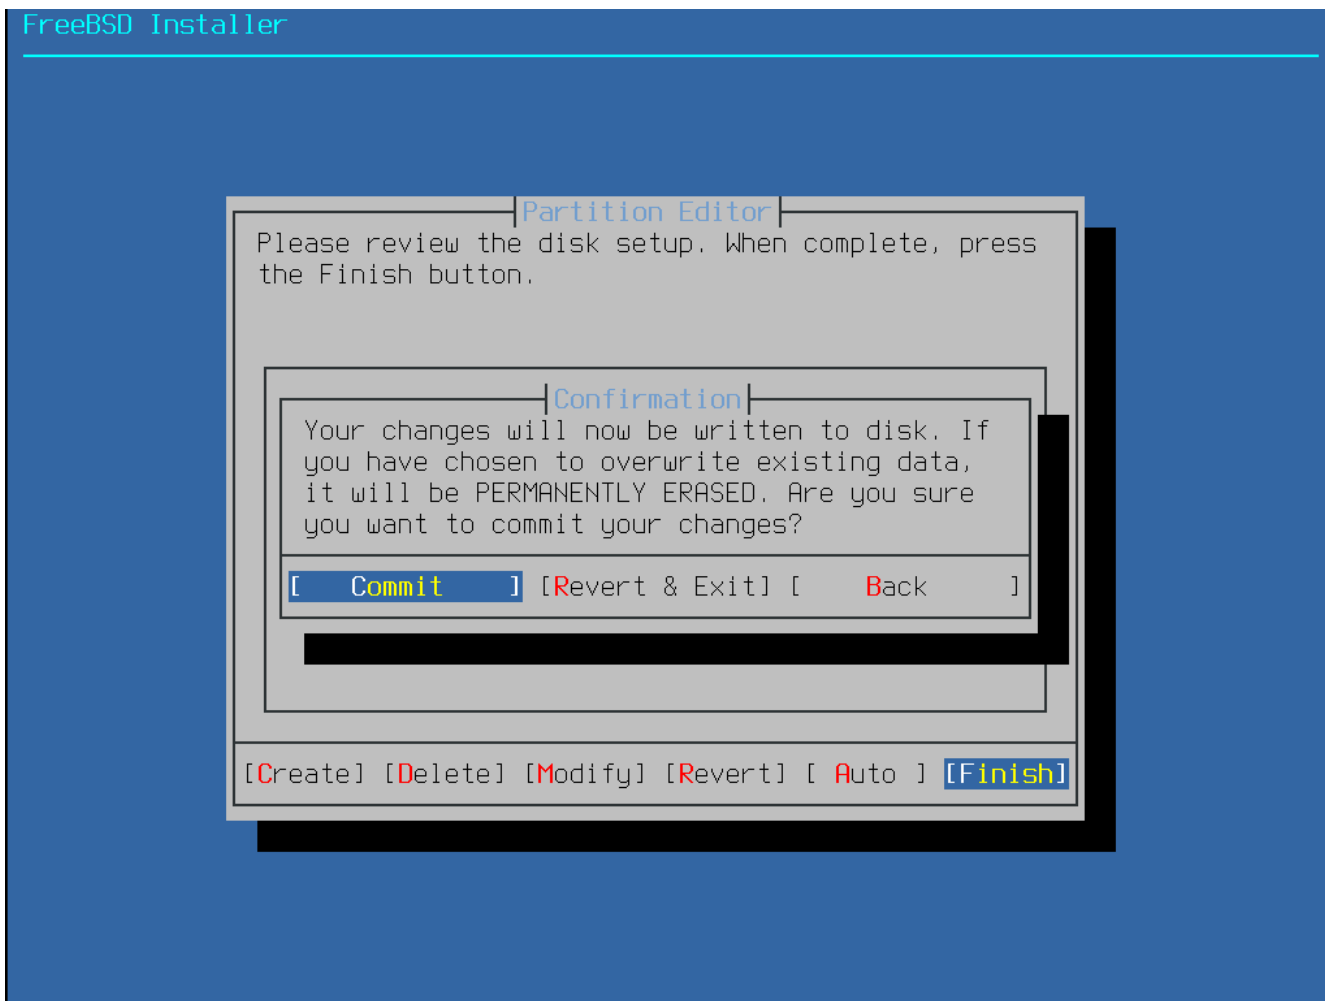 FreeBSD Installer
Partition Editor
Please review the disk setup. When complete, press
the Finish button.
Confirmation
Your changes will now be written to disk. If
you have chosen to overwrite existing data,
it will be PERMANENTLY ERASED. Are you sure
you want to commit your changes?
[ Commit ] [Revert & Exit] [ Back ]
[Create] [Delete] [Modify] [Revert] [ Auto ] [Finish]